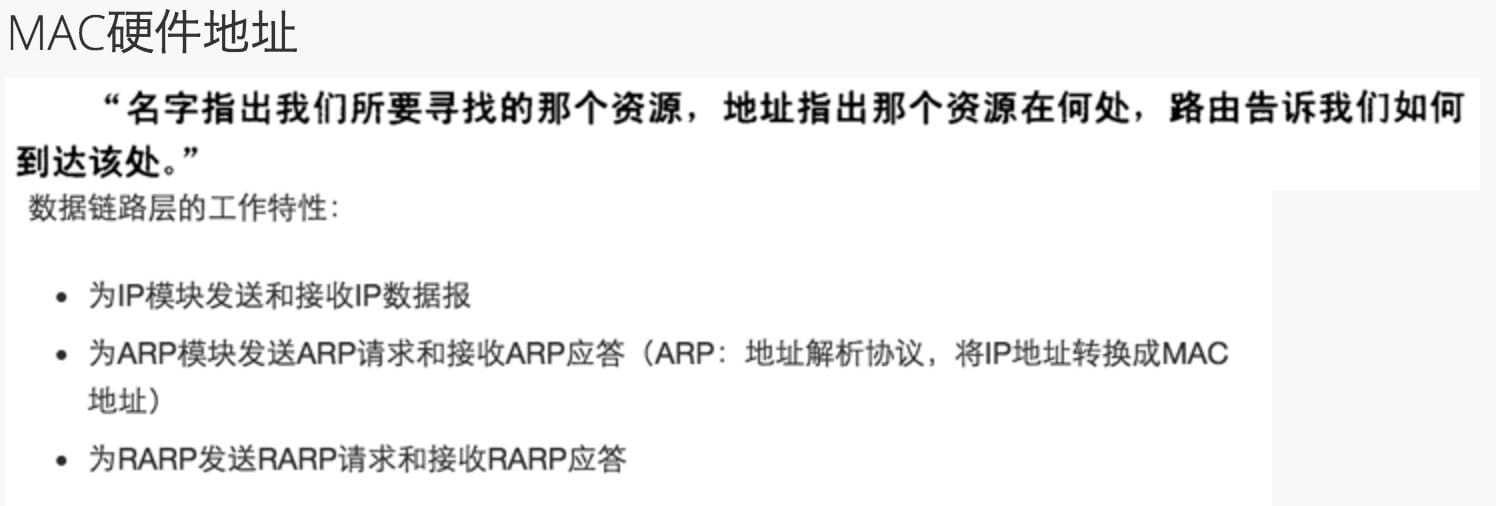 MAC硬件地址
“名字指出我们所要寻找的那个资源，地址指出那个资源在何处，路由告诉我们如何
到达该处。”
数据链路层的工作特性：
• 为IP模块发送和接收IP数据报
• 为ARP模块发送ARP请求和接收ARP应答（ARP：地址解析协议，将IP地址转换成MAC
地址）
• 为RARP发送RARP请求和接收RARP应答